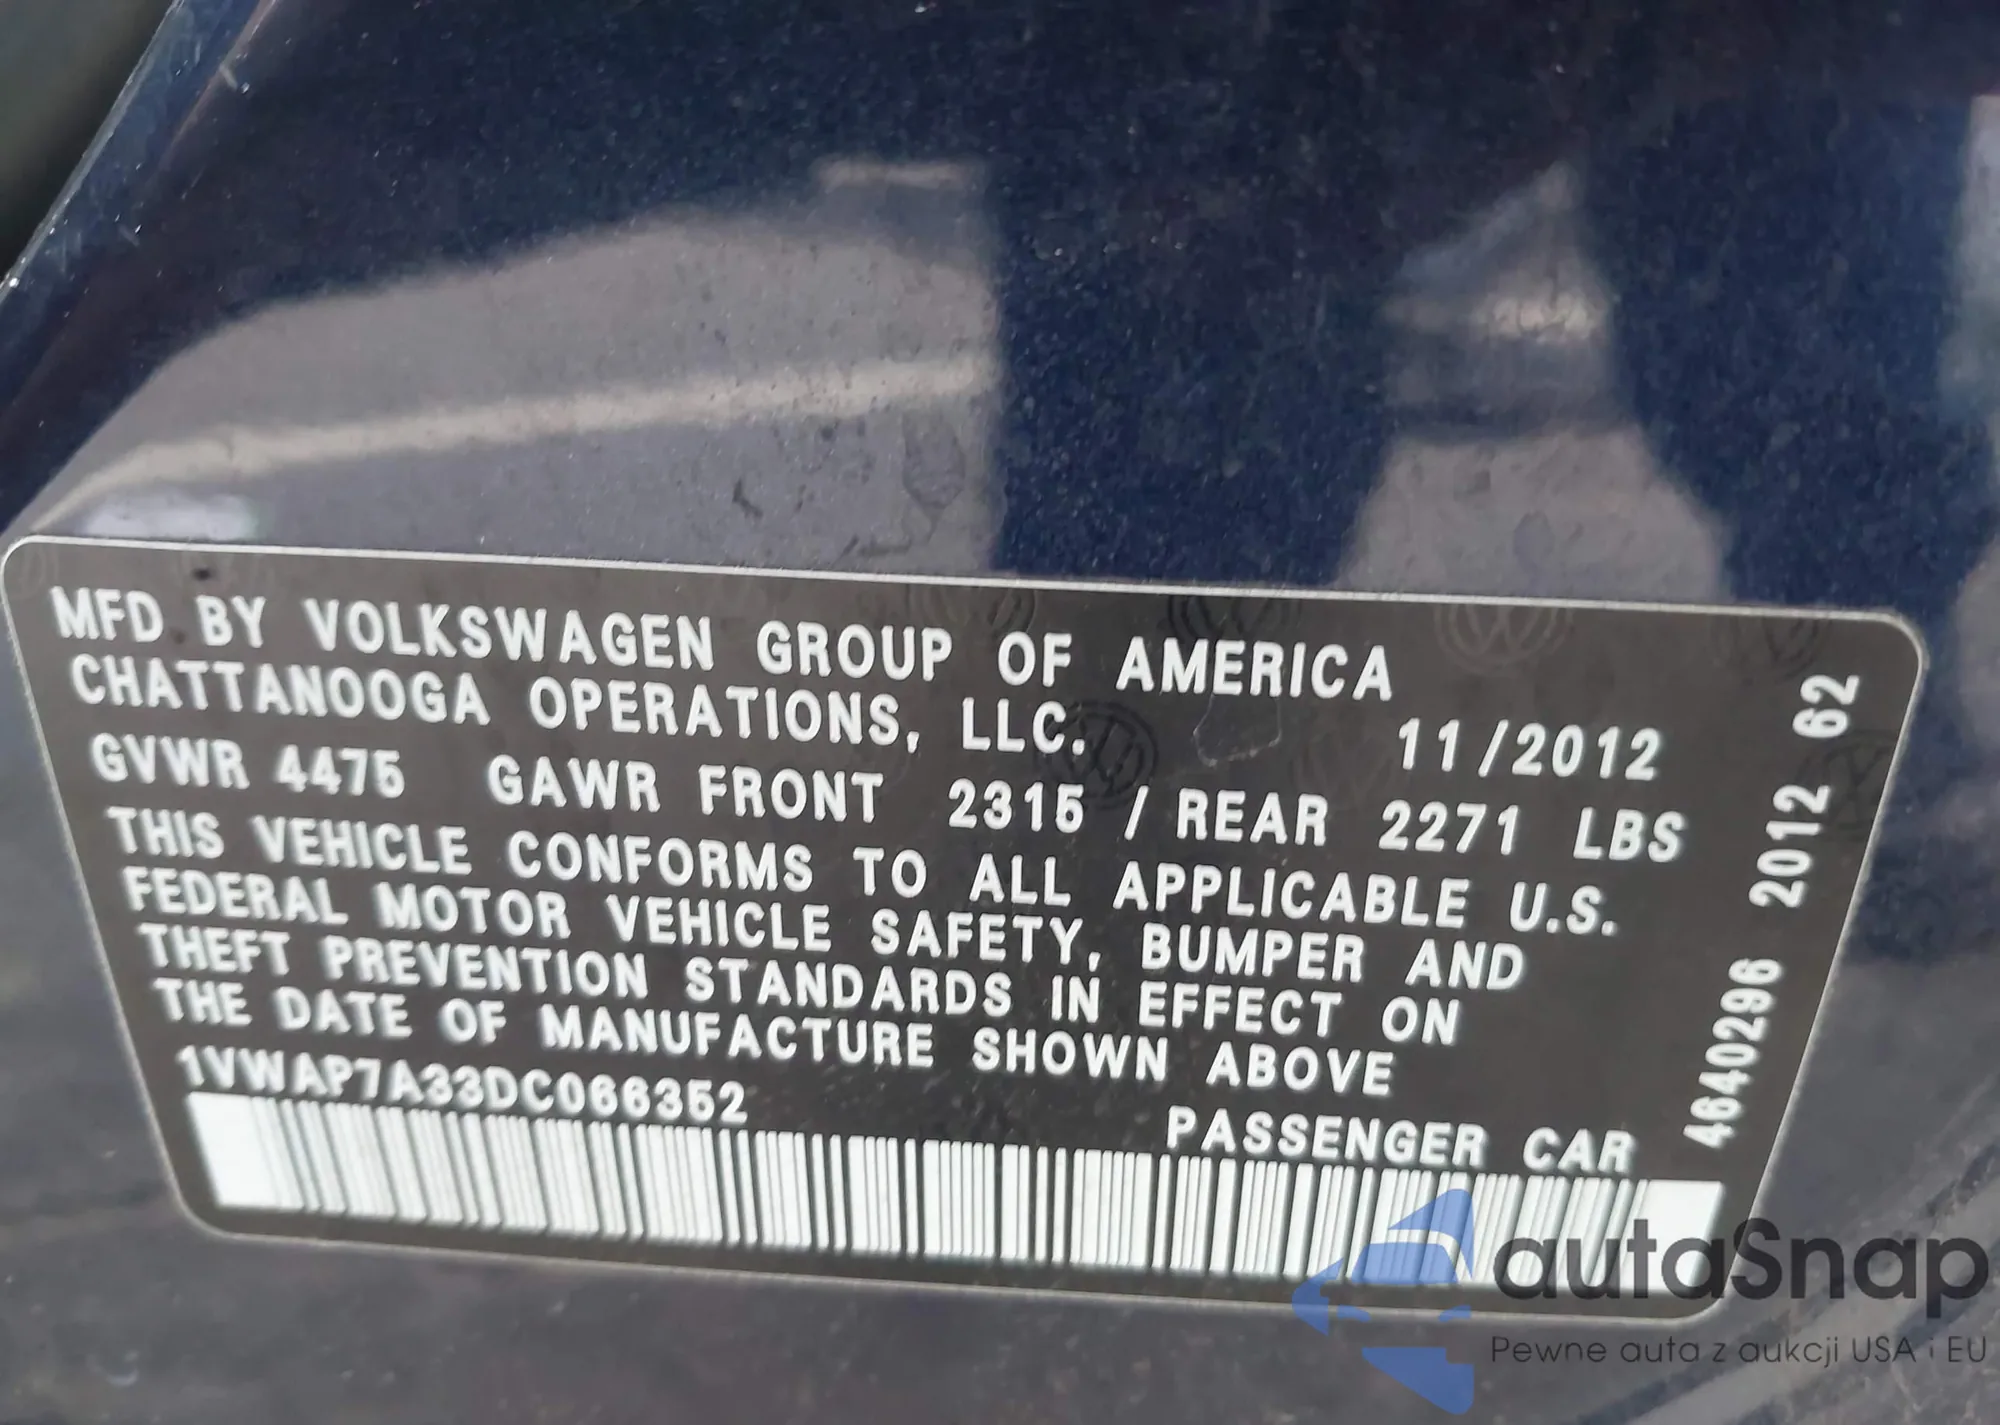 MFD BY VOLKSWAGEN GROUP OF AMERICA
CHATTANOOGA OPERATIONS, LLC.
11/2012
GVWR 4475 GAWR FRONT 2315 / REAR 2271 LBS
THIS VEHICLE CONFORMS TO ALL APPLICABLE U.S.
FEDERAL MOTOR VEHICLE SAFETY, BUMPER AND
THEFT PREVENTION STANDARDS IN EFFECT ON
THE DATE OF MANUFACTURE SHOWN ABOVE
1VWAP7A33DC066352
PASSENGER CAR
4640296 2012 62
autaSnap
Pewne auta z aukcji USA i EU